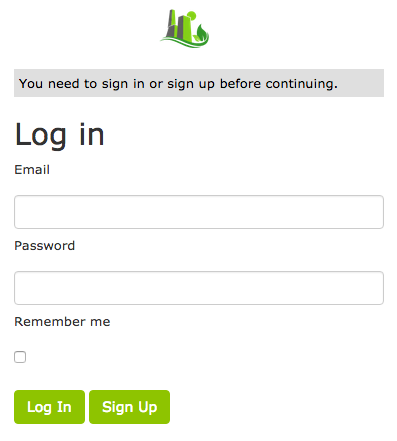 You need to sign in or sign up before continuing.
Log in
Email
Password
Remember me
Log In Sign Up